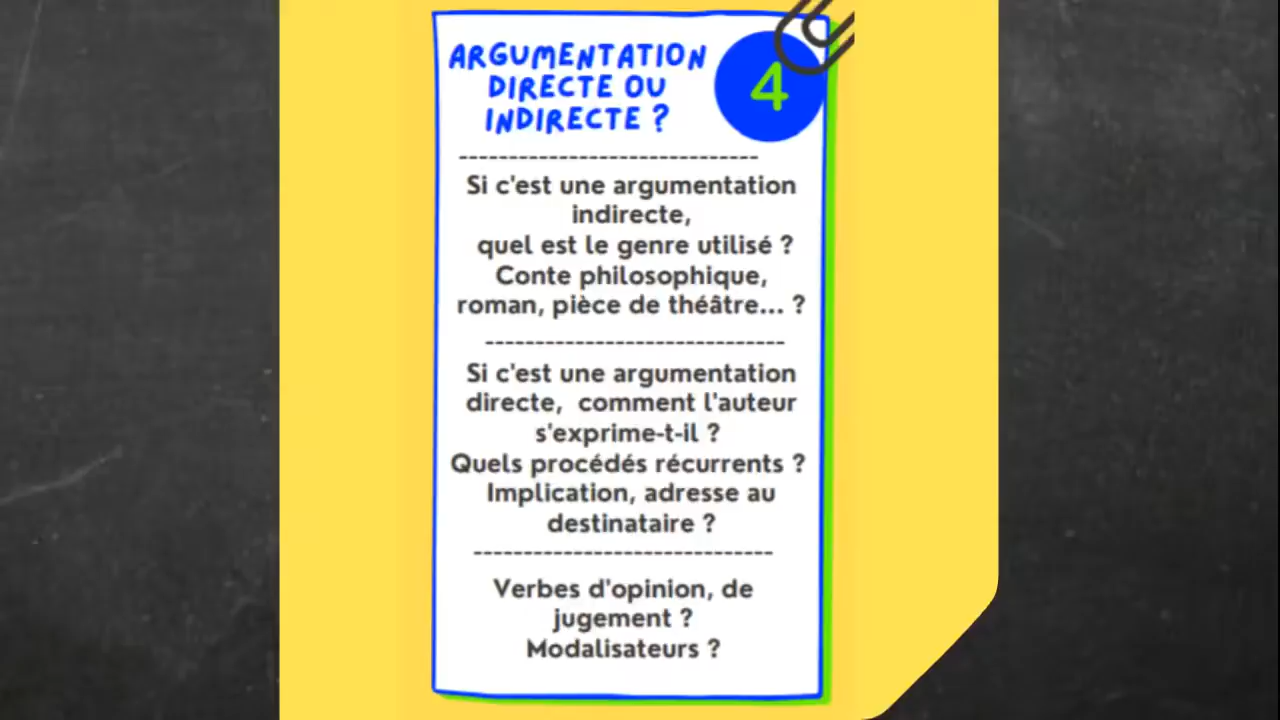 ARGUMENTATION
DIRECTE OU
INDIRECTE ?
4
------------------------------
Si c'est une argumentation
indirecte,
quel est le genre utilisé ?
Conte philosophique,
roman, pièce de théâtre... ?
------------------------------
Si c'est une argumentation
directe,  comment l'auteur
s'exprime-t-il ?
Quels procédés récurrents ?
Implication, adresse au
destinataire ?
------------------------------
Verbes d'opinion, de
jugement ?
Modalisateurs ?